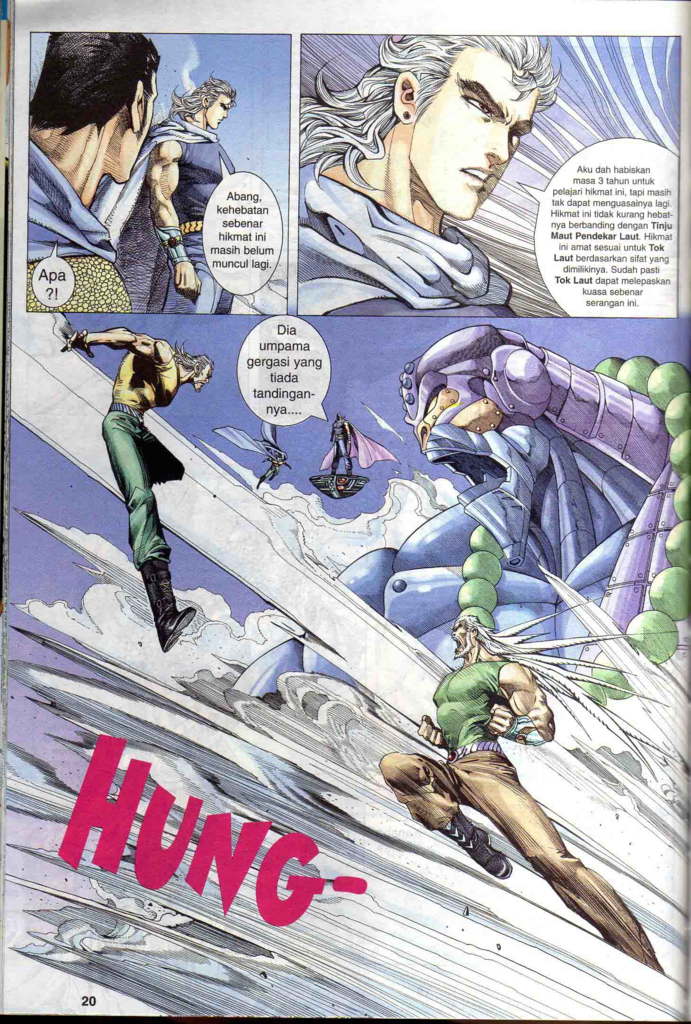 Apa
?!
Abang,
kehebatan
sebenar
hikmat ini
masih belum
muncul lagi.
Aku dah habiskan
masa 3 tahun untuk
pelajari hikmat ini, tapi masih
tak dapat menguasainya lagi.
Hikmat ini tidak kurang hebat-
nya berbanding dengan Tinju
Maut Pendekar Laut. Hikmat
ini amat sesuai untuk Tok
Laut berdasarkan sifat yang
dimilikinya. Sudah pasti
Tok Laut dapat melepaskan
kuasa sebenar
serangan ini.
Dia
umpama
gergasi yang
tiada
tandingan-
nya....
HUNG-
20